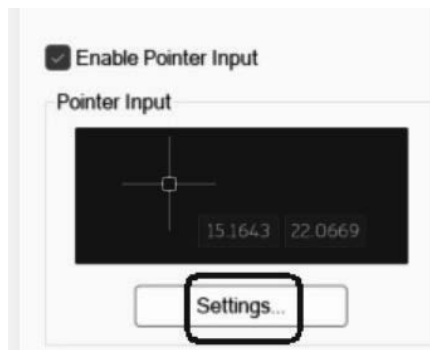 Enable Pointer Input
Pointer Input
15.1643 22.0669
Settings...